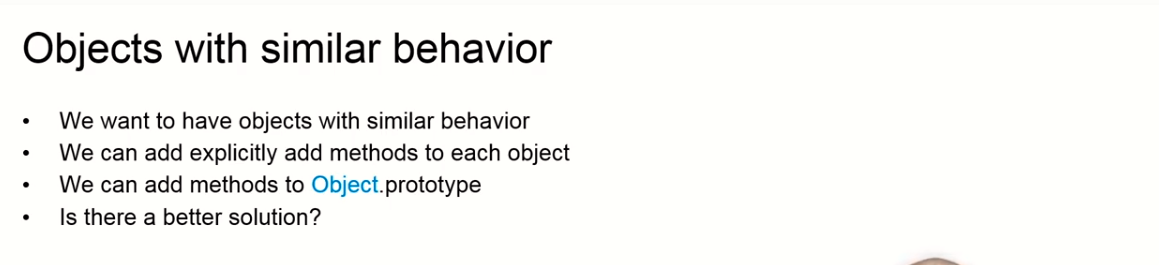 Objects with similar behavior
• We want to have objects with similar behavior
• We can add explicitly add methods to each object
• We can add methods to Object.prototype
• Is there a better solution?